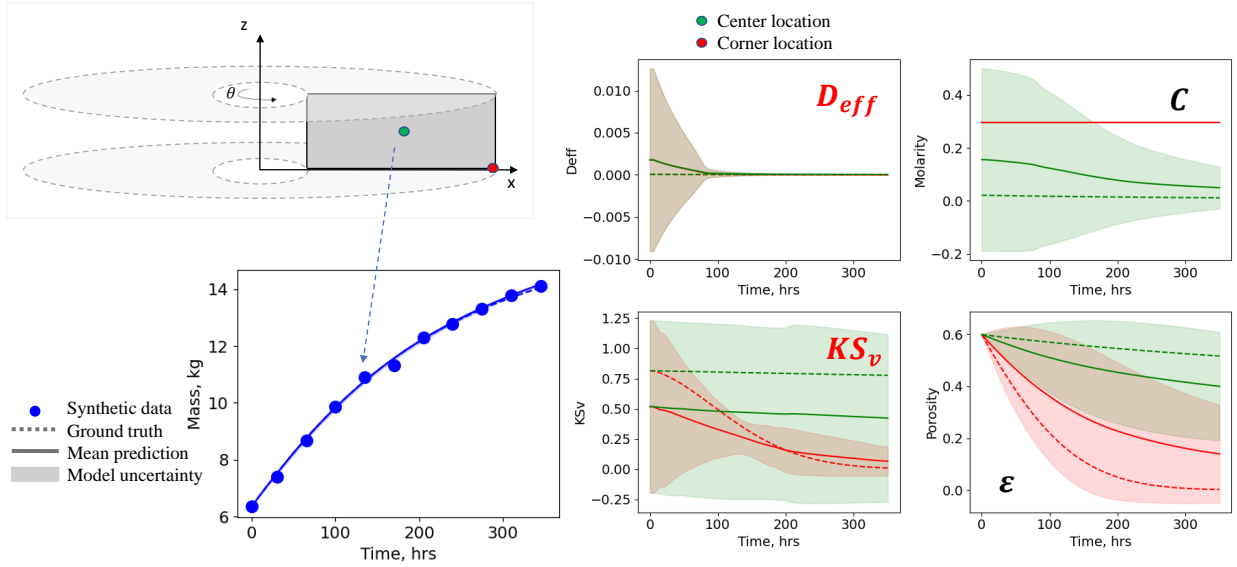 z
θ
x
Center location
Corner location
Mass, kg
14
12
10
8
6
0
100
200
300
Time, hrs
Synthetic data
Ground truth
Mean prediction
Model uncertainty
D_eff
Deff
0.010
0.005
0.000
−0.005
−0.010
0
100
200
300
Time, hrs
C
Molarity
0.4
0.2
0.0
−0.2
0
100
200
300
Time, hrs
KS_v
KSv
1.25
1.00
0.75
0.50
0.25
0.00
−0.25
0
100
200
300
Time, hrs
ε
Porosity
0.6
0.4
0.2
0.0
0
100
200
300
Time, hrs